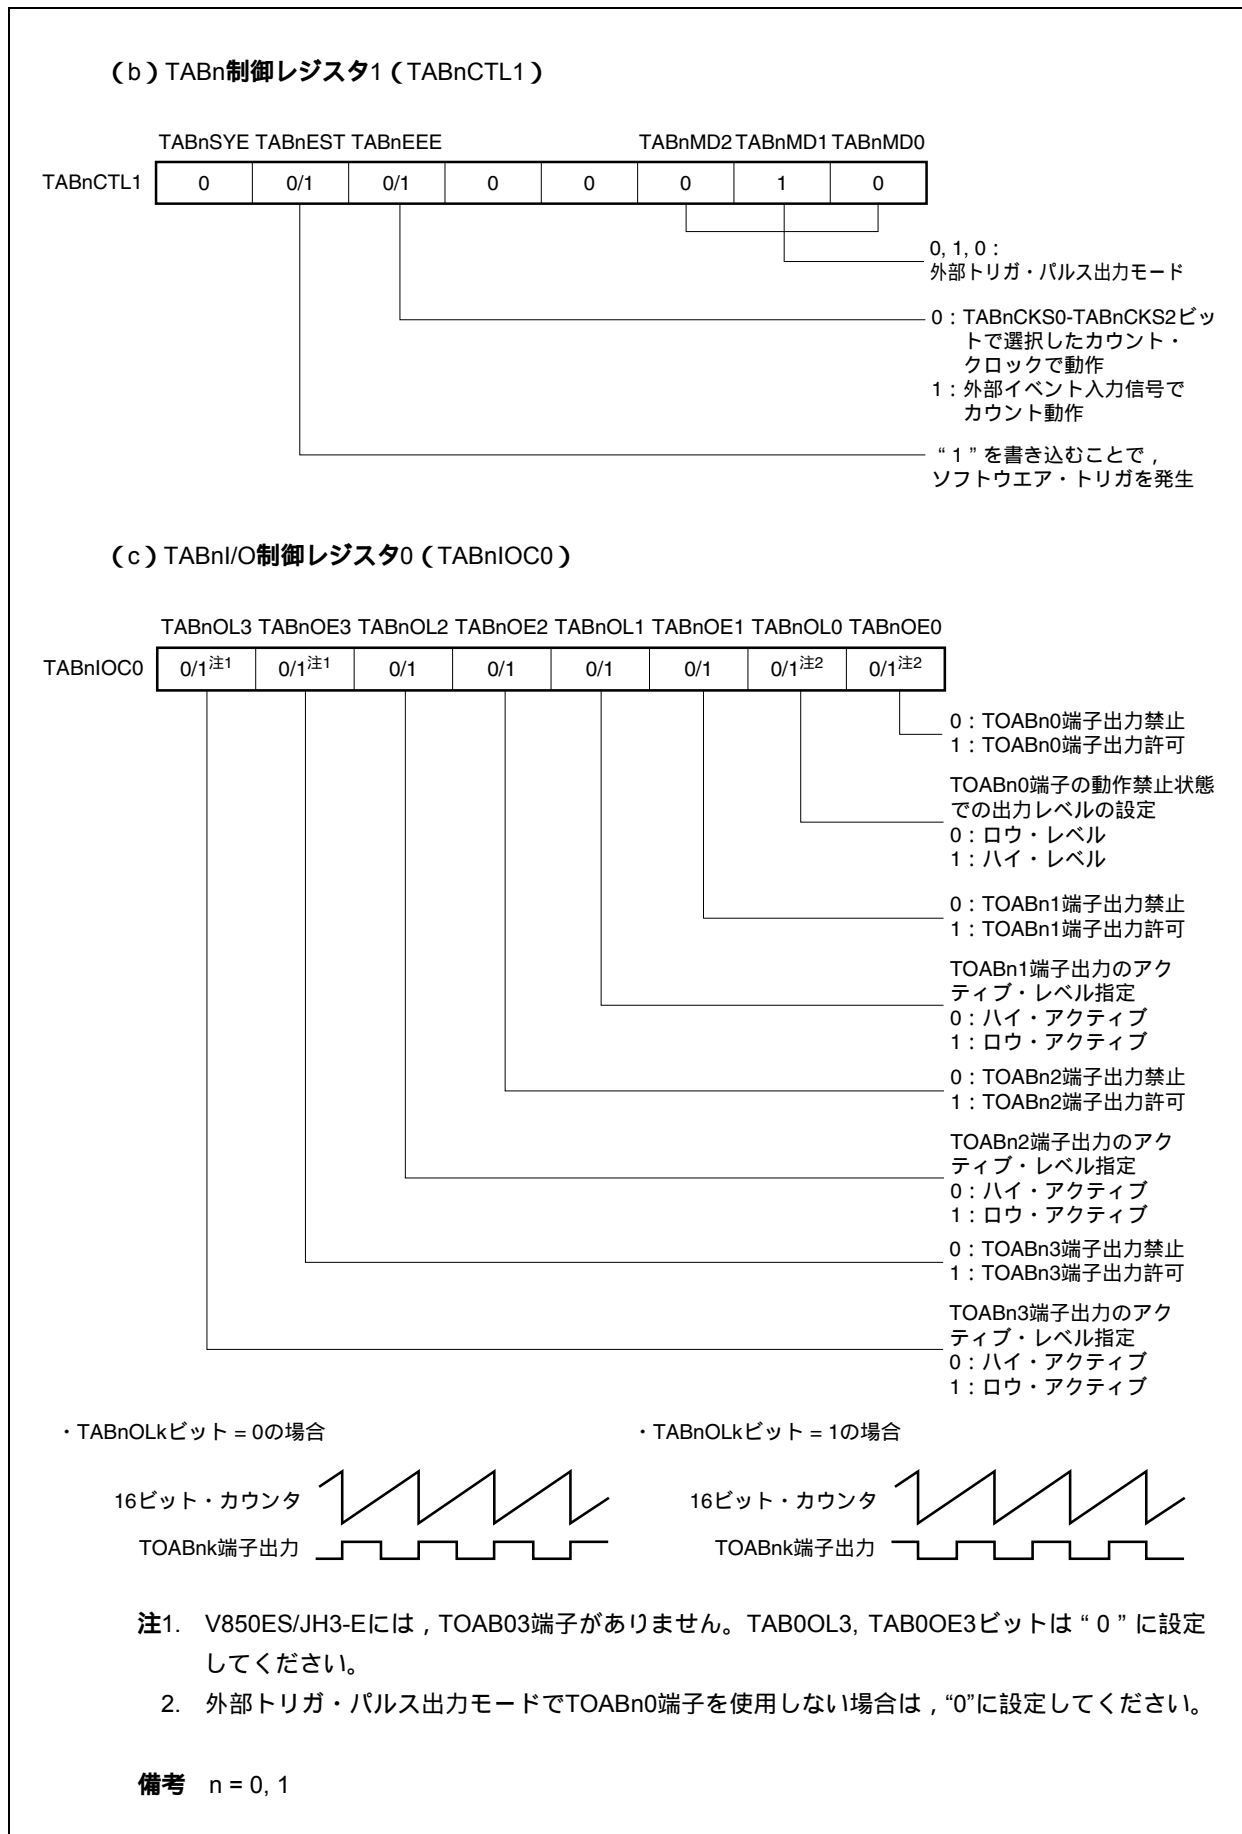 （b）TABn制御レジスタ1（TABnCTL1）
TABnSYE TABnEST TABnEEE TABnMD2 TABnMD1 TABnMD0
TABnCTL1 0 0/1 0/1 0 0 0 1 0
0, 1, 0：
外部トリガ・パルス出力モード
0：TABnCKS0-TABnCKS2ビッ
トで選択したカウント・
クロックで動作
1：外部イベント入力信号で
カウント動作
“1”を書き込むことで，
ソフトウエア・トリガを発生
（c）TABnI/O制御レジスタ0（TABnIOC0）
TABnOL3 TABnOE3 TABnOL2 TABnOE2 TABnOL1 TABnOE1 TABnOL0 TABnOE0
TABnIOC0 0/1注1 0/1注1 0/1 0/1 0/1 0/1 0/1注2 0/1注2
0：TOABn0端子出力禁止
1：TOABn0端子出力許可
TOABn0端子の動作禁止状態
での出力レベルの設定
0：ロウ・レベル
1：ハイ・レベル
0：TOABn1端子出力禁止
1：TOABn1端子出力許可
TOABn1端子出力のアク
ティブ・レベル指定
0：ハイ・アクティブ
1：ロウ・アクティブ
0：TOABn2端子出力禁止
1：TOABn2端子出力許可
TOABn2端子出力のアク
ティブ・レベル指定
0：ハイ・アクティブ
1：ロウ・アクティブ
0：TOABn3端子出力禁止
1：TOABn3端子出力許可
TOABn3端子出力のアク
ティブ・レベル指定
0：ハイ・アクティブ
1：ロウ・アクティブ
・TABnOLkビット = 0の場合
16ビット・カウンタ
TOABnk端子出力
・TABnOLkビット = 1の場合
16ビット・カウンタ
TOABnk端子出力
注1. V850ES/JH3-Eには，TOAB03端子がありません。TAB0OL3, TAB0OE3ビットは“0”に設定
してください。
2. 外部トリガ・パルス出力モードでTOABn0端子を使用しない場合は，“0”に設定してください。
備考 n = 0, 1